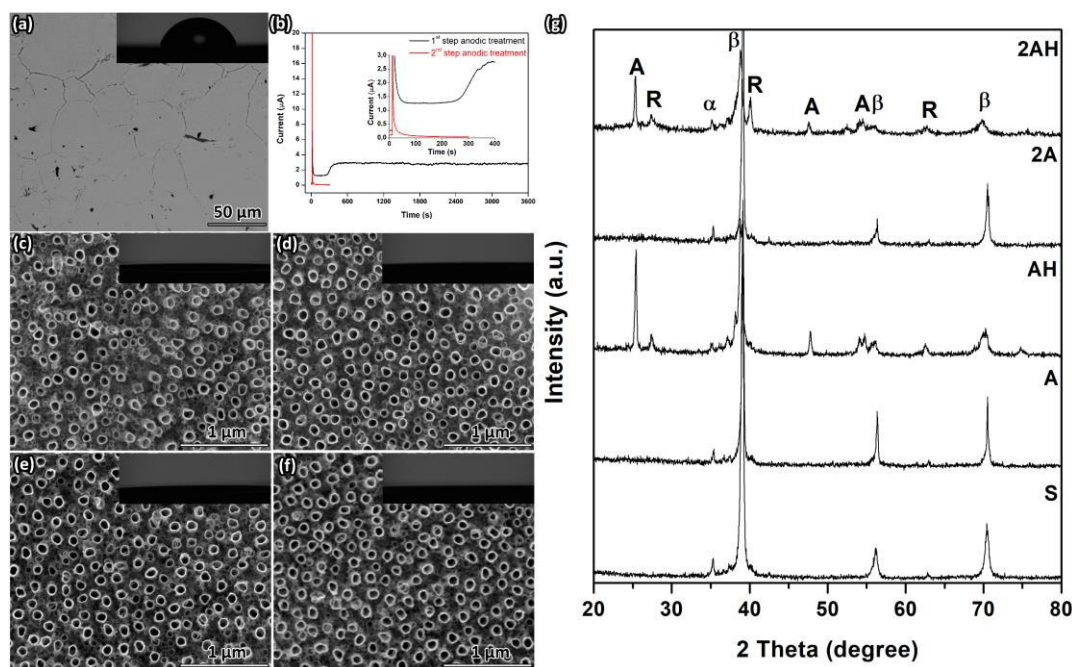 (a)
50 µm
(b)
20
18
16
14
12
10
8
6
4
2
0
Current (µA)
0 600 1200 1800 2400 3000 3600
Time (s)
1st step anodic treatment
2nd step anodic treatment
3,0
2,5
2,0
1,5
1,0
0,5
0,0
Current (µA)
0 100 200 300 400
Time (s)
(c)
1 µm
(d)
1 µm
(e)
1 µm
(f)
1 µm
(g)
Intensity (a.u.)
β 2AH
A R α R A A β R β
2A
AH
A
S
20 30 40 50 60 70 80
2 Theta (degree)